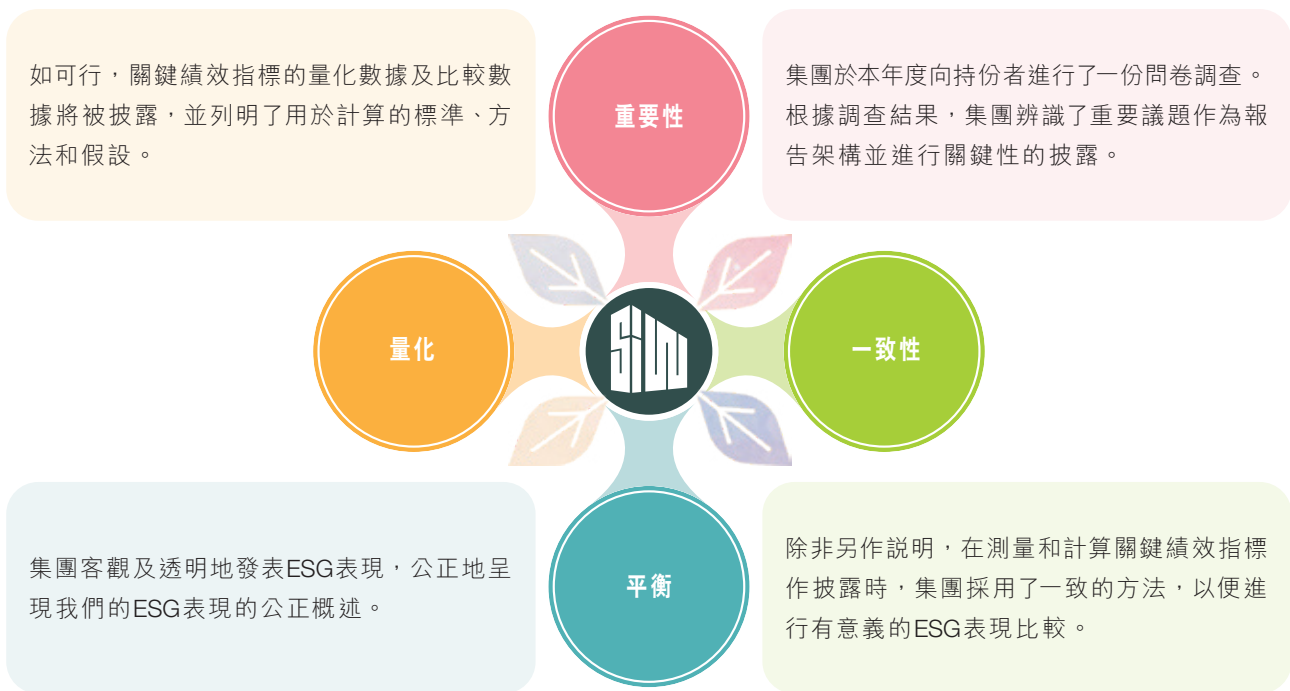 如可行，關鍵績效指標的量化數據及比較數
據將被披露，並列明了用於計算的標準、方
法和假設。
重要性
集團於本年度向持份者進行了一份問卷調查。
根據調查結果，集團辨識了重要議題作為報
告架構並進行關鍵性的披露。
量化
一致性
集團客觀及透明地發表ESG表現，公正地呈
現我們的ESG表現的公正概述。
平衡
除非另作說明，在測量和計算關鍵績效指標
作披露時，集團採用了一致的方法，以便進
行有意義的ESG表現比較。